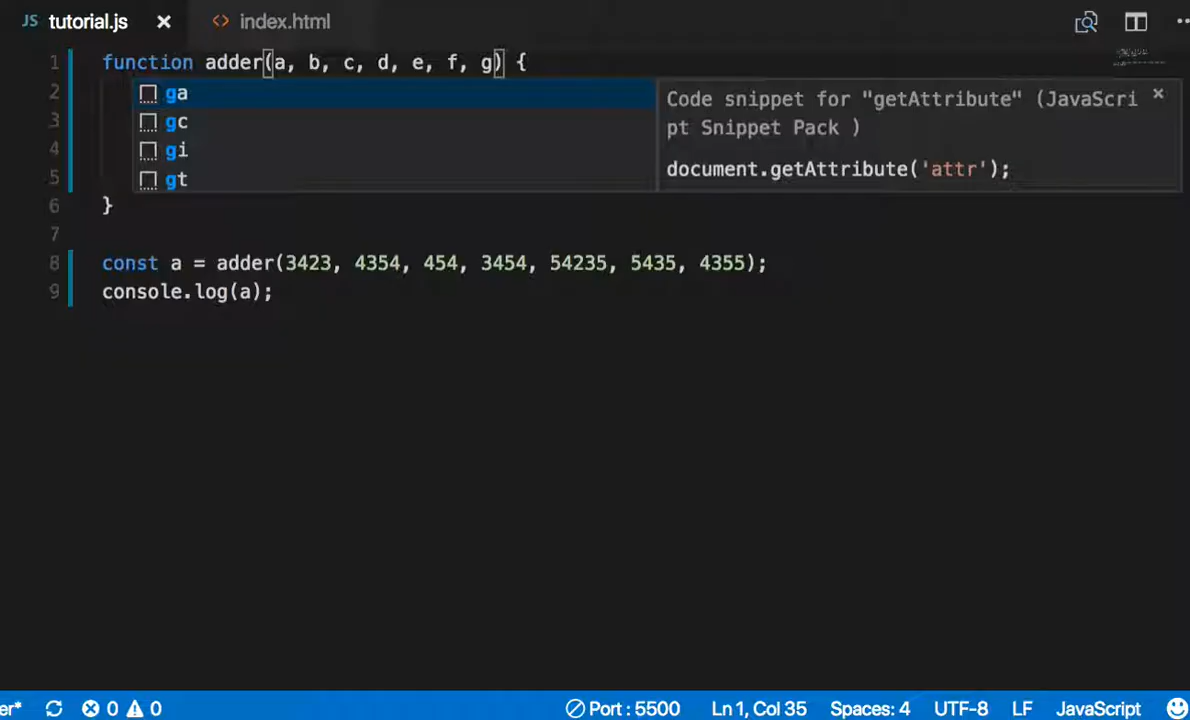 JS tutorial.js × <> index.html
1 function adder(a, b, c, d, e, f, g) {
2
3
4
5
6 }
7
8 const a = adder(3423, 4354, 454, 3454, 54235, 5435, 4355);
9 console.log(a);
ga
gc
gi
gt
Code snippet for "getAttribute" (JavaScri ×
pt Snippet Pack )
document.getAttribute('attr');
er* 0 0 Port : 5500 Ln 1, Col 35 Spaces: 4 UTF-8 LF JavaScript